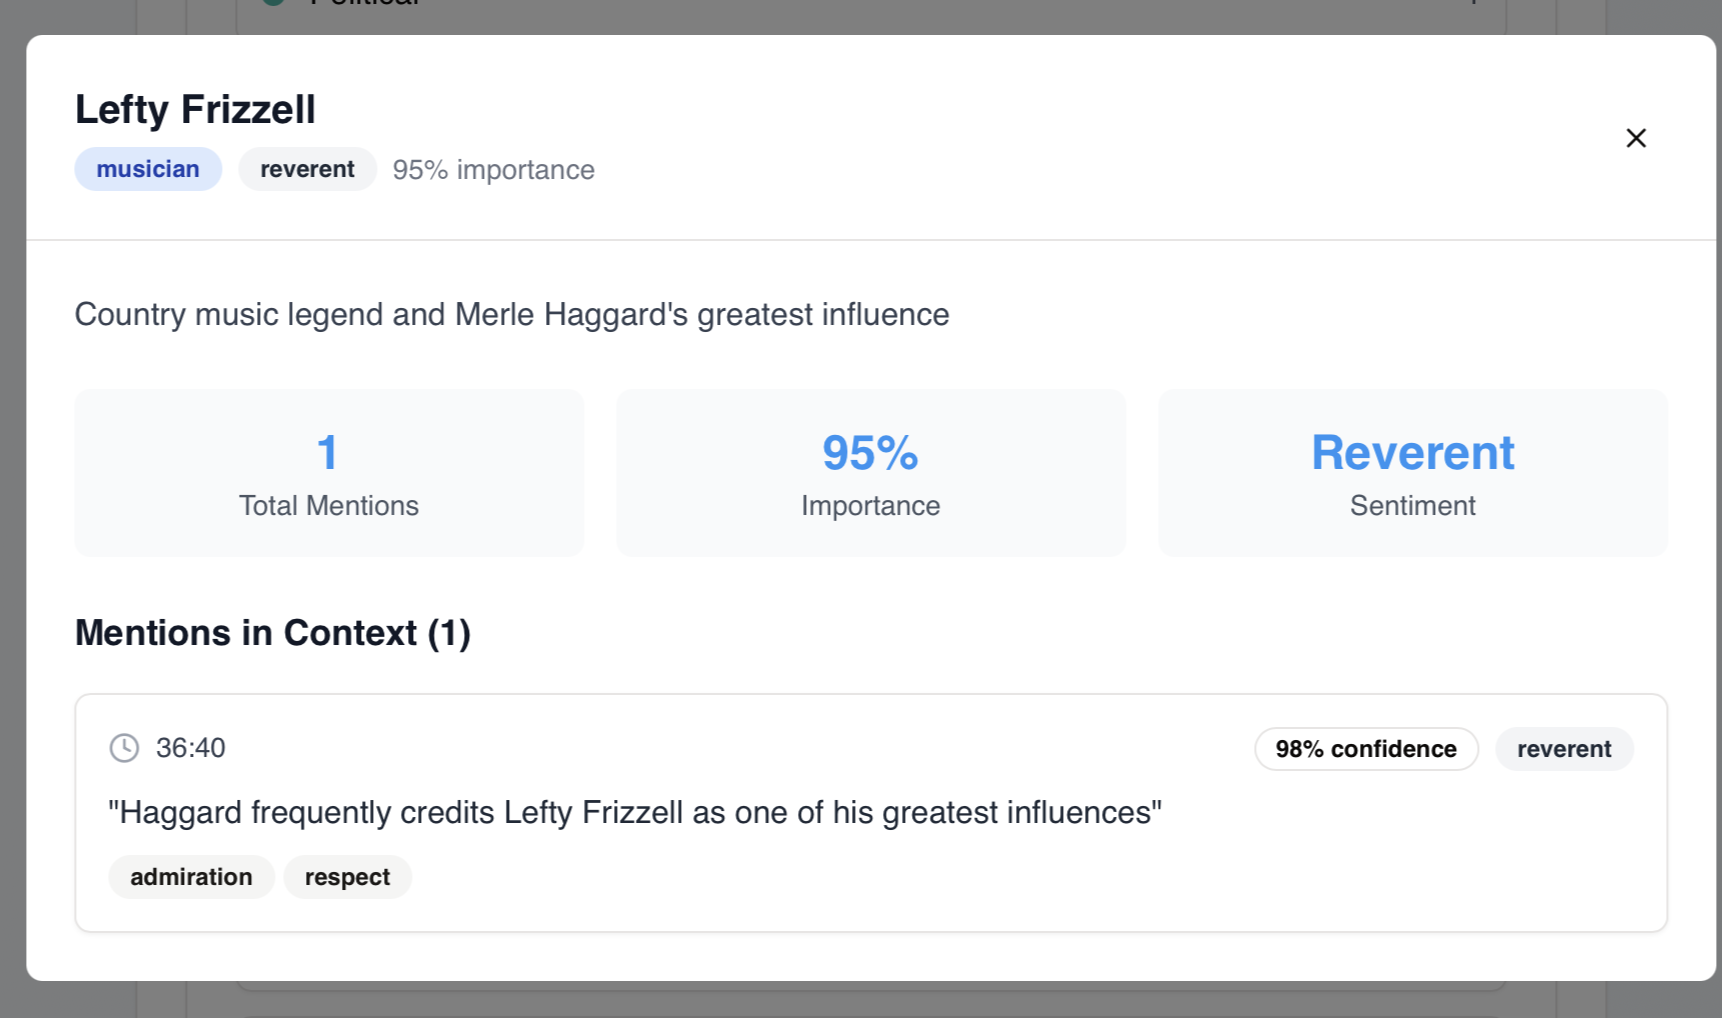 Political
Lefty Frizzell
musician reverent 95% importance
Country music legend and Merle Haggard's greatest influence
1
Total Mentions
95%
Importance
Reverent
Sentiment
Mentions in Context (1)
36:40 98% confidence reverent
"Haggard frequently credits Lefty Frizzell as one of his greatest influences"
admiration respect